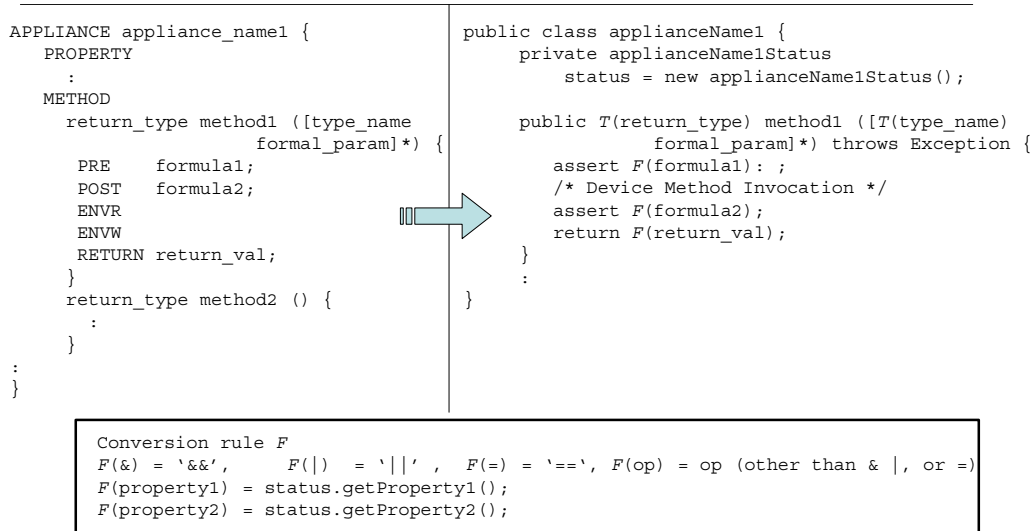 APPLIANCE appliance_name1 {
PROPERTY
:
METHOD
return_type method1 ([type_name
formal_param]*) {
PRE formula1;
POST formula2;
ENVR
ENVW
RETURN return_val;
}
return_type method2 () {
:
}
:
}
public class applianceName1 {
private applianceName1Status
status = new applianceName1Status();
public T(return_type) method1 ([T(type_name)
formal_param]*) throws Exception {
assert F(formula1): ;
/* Device Method Invocation */
assert F(formula2);
return F(return_val);
}
:
}
Conversion rule F
F(&) = ‘&&’, F(|) = ‘||’ , F(=) = ‘==‘, F(op) = op (other than & |, or =)
F(property1) = status.getProperty1();
F(property2) = status.getProperty2();